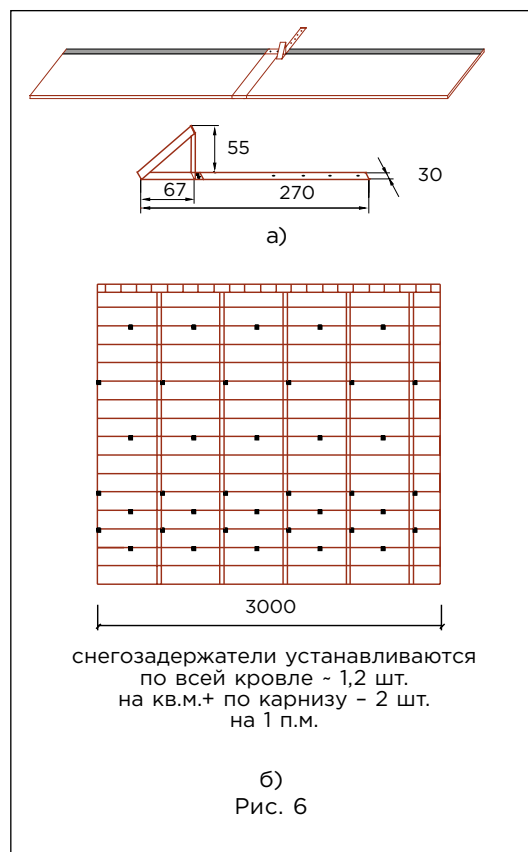 55
30
67
270
а)
3000
снегозадержатели устанавливаются
по всей кровле ~ 1,2 шт.
на кв.м.+ по карнизу – 2 шт.
на 1 п.м.
б)
Рис. 6